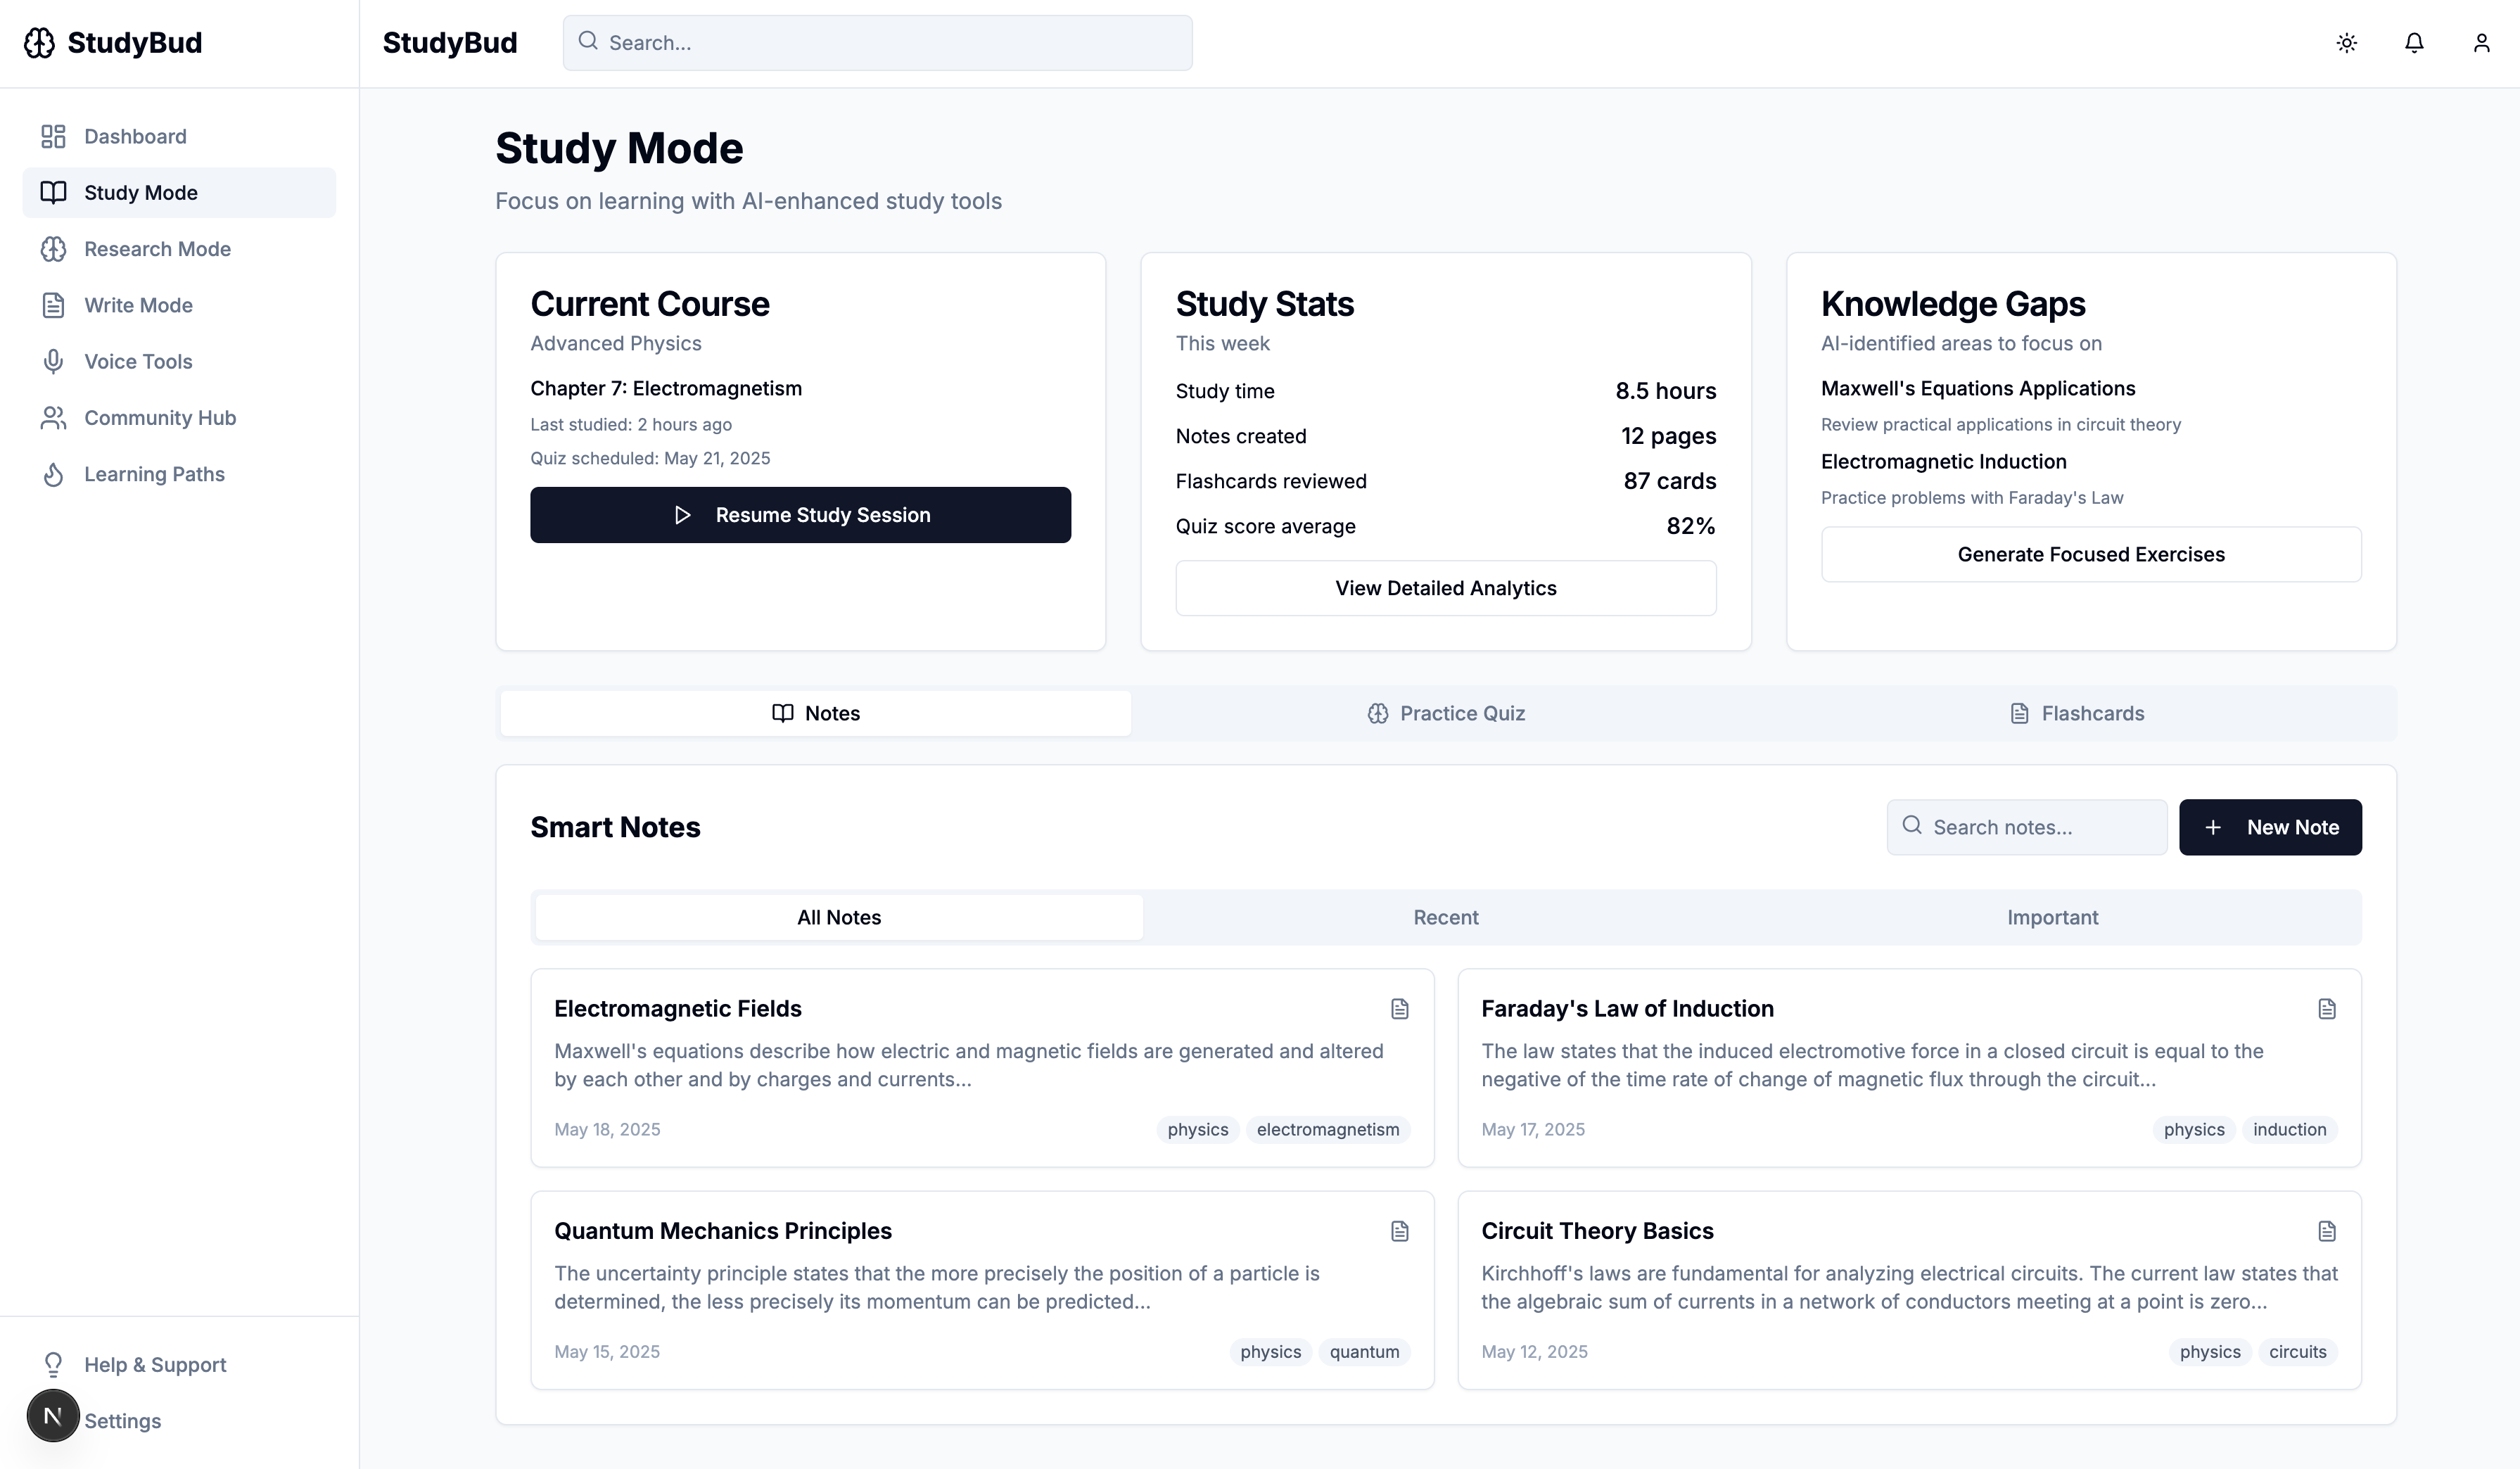 StudyBud
Dashboard
Study Mode
Research Mode
Write Mode
Voice Tools
Community Hub
Learning Paths
Help & Support
N
Settings
StudyBud
Search...
Study Mode
Focus on learning with AI-enhanced study tools
Current Course
Advanced Physics
Chapter 7: Electromagnetism
Last studied: 2 hours ago
Quiz scheduled: May 21, 2025
Resume Study Session
Study Stats
This week
Study time 8.5 hours
Notes created 12 pages
Flashcards reviewed 87 cards
Quiz score average 82%
View Detailed Analytics
Knowledge Gaps
AI-identified areas to focus on
Maxwell's Equations Applications
Review practical applications in circuit theory
Electromagnetic Induction
Practice problems with Faraday's Law
Generate Focused Exercises
Notes
Practice Quiz
Flashcards
Smart Notes
Search notes...
New Note
All Notes
Recent
Important
Electromagnetic Fields
Maxwell's equations describe how electric and magnetic fields are generated and altered
by each other and by charges and currents...
May 18, 2025
physics
electromagnetism
Faraday's Law of Induction
The law states that the induced electromotive force in a closed circuit is equal to the
negative of the time rate of change of magnetic flux through the circuit...
May 17, 2025
physics
induction
Quantum Mechanics Principles
The uncertainty principle states that the more precisely the position of a particle is
determined, the less precisely its momentum can be predicted...
May 15, 2025
physics
quantum
Circuit Theory Basics
Kirchhoff's laws are fundamental for analyzing electrical circuits. The current law states that
the algebraic sum of currents in a network of conductors meeting at a point is zero...
May 12, 2025
physics
circuits